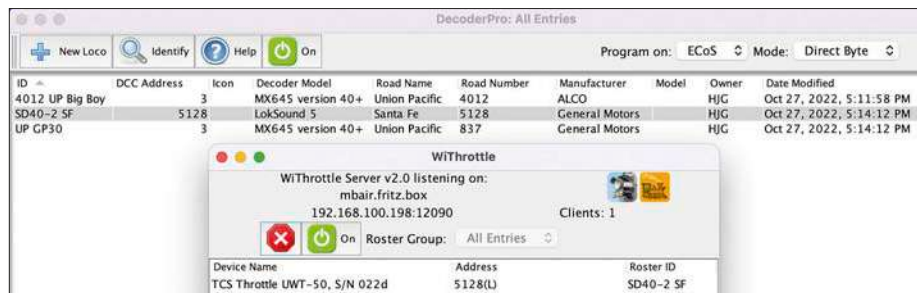 DecoderPro: All Entries
New Loco Identify Help On Program on: ECoS Mode: Direct Byte
ID DCC Address Icon Decoder Model Road Name Road Number Manufacturer Model Owner Date Modified
4012 UP Big Boy 3 MX645 version 40+ Union Pacific 4012 ALCO HJG Oct 27, 2022, 5:11:58 PM
SD40-2 SF 5128 LokSound 5 Santa Fe 5128 General Motors HJG Oct 27, 2022, 5:14:12 PM
UP GP30 3 MX645 version 40+ Union Pacific 837 General Motors HJG Oct 27, 2022, 5:14:12 PM
WiThrottle
WiThrottle Server v2.0 listening on:
mbair.fritz.box
192.168.100.198:12090 Clients: 1
On Roster Group: All Entries
Device Name Address Roster ID
TCS Throttle UWT-50, S/N 022d 5128(L) SD40-2 SF